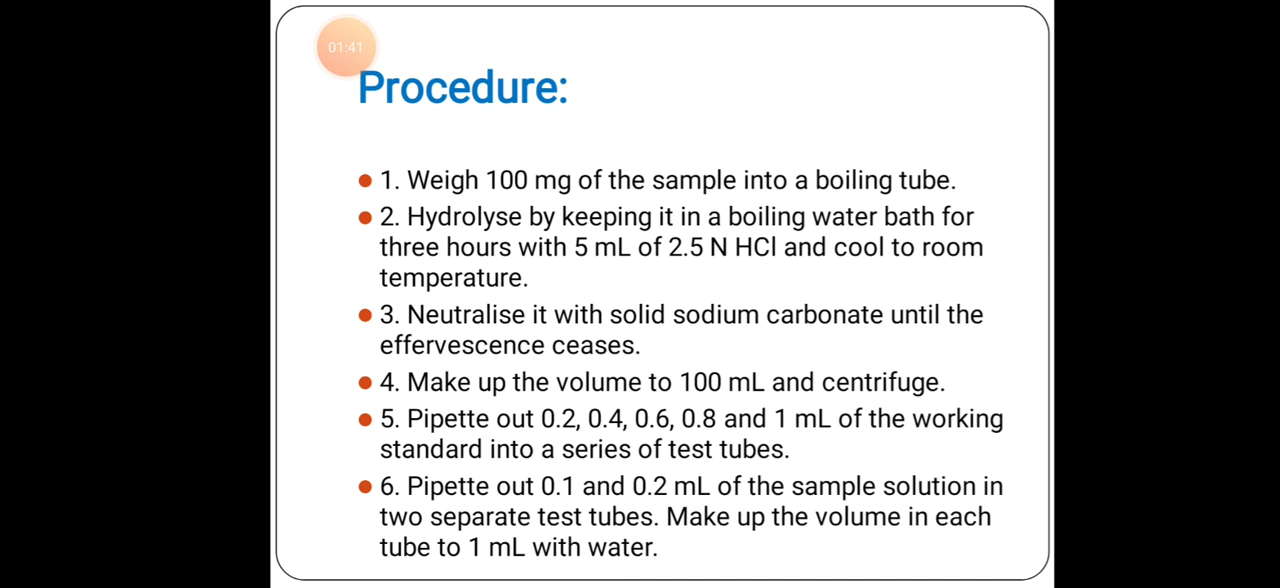 01:41
Procedure:
1. Weigh 100 mg of the sample into a boiling tube.
2. Hydrolyse by keeping it in a boiling water bath for
three hours with 5 mL of 2.5 N HCl and cool to room
temperature.
3. Neutralise it with solid sodium carbonate until the
effervescence ceases.
4. Make up the volume to 100 mL and centrifuge.
5. Pipette out 0.2, 0.4, 0.6, 0.8 and 1 mL of the working
standard into a series of test tubes.
6. Pipette out 0.1 and 0.2 mL of the sample solution in
two separate test tubes. Make up the volume in each
tube to 1 mL with water.